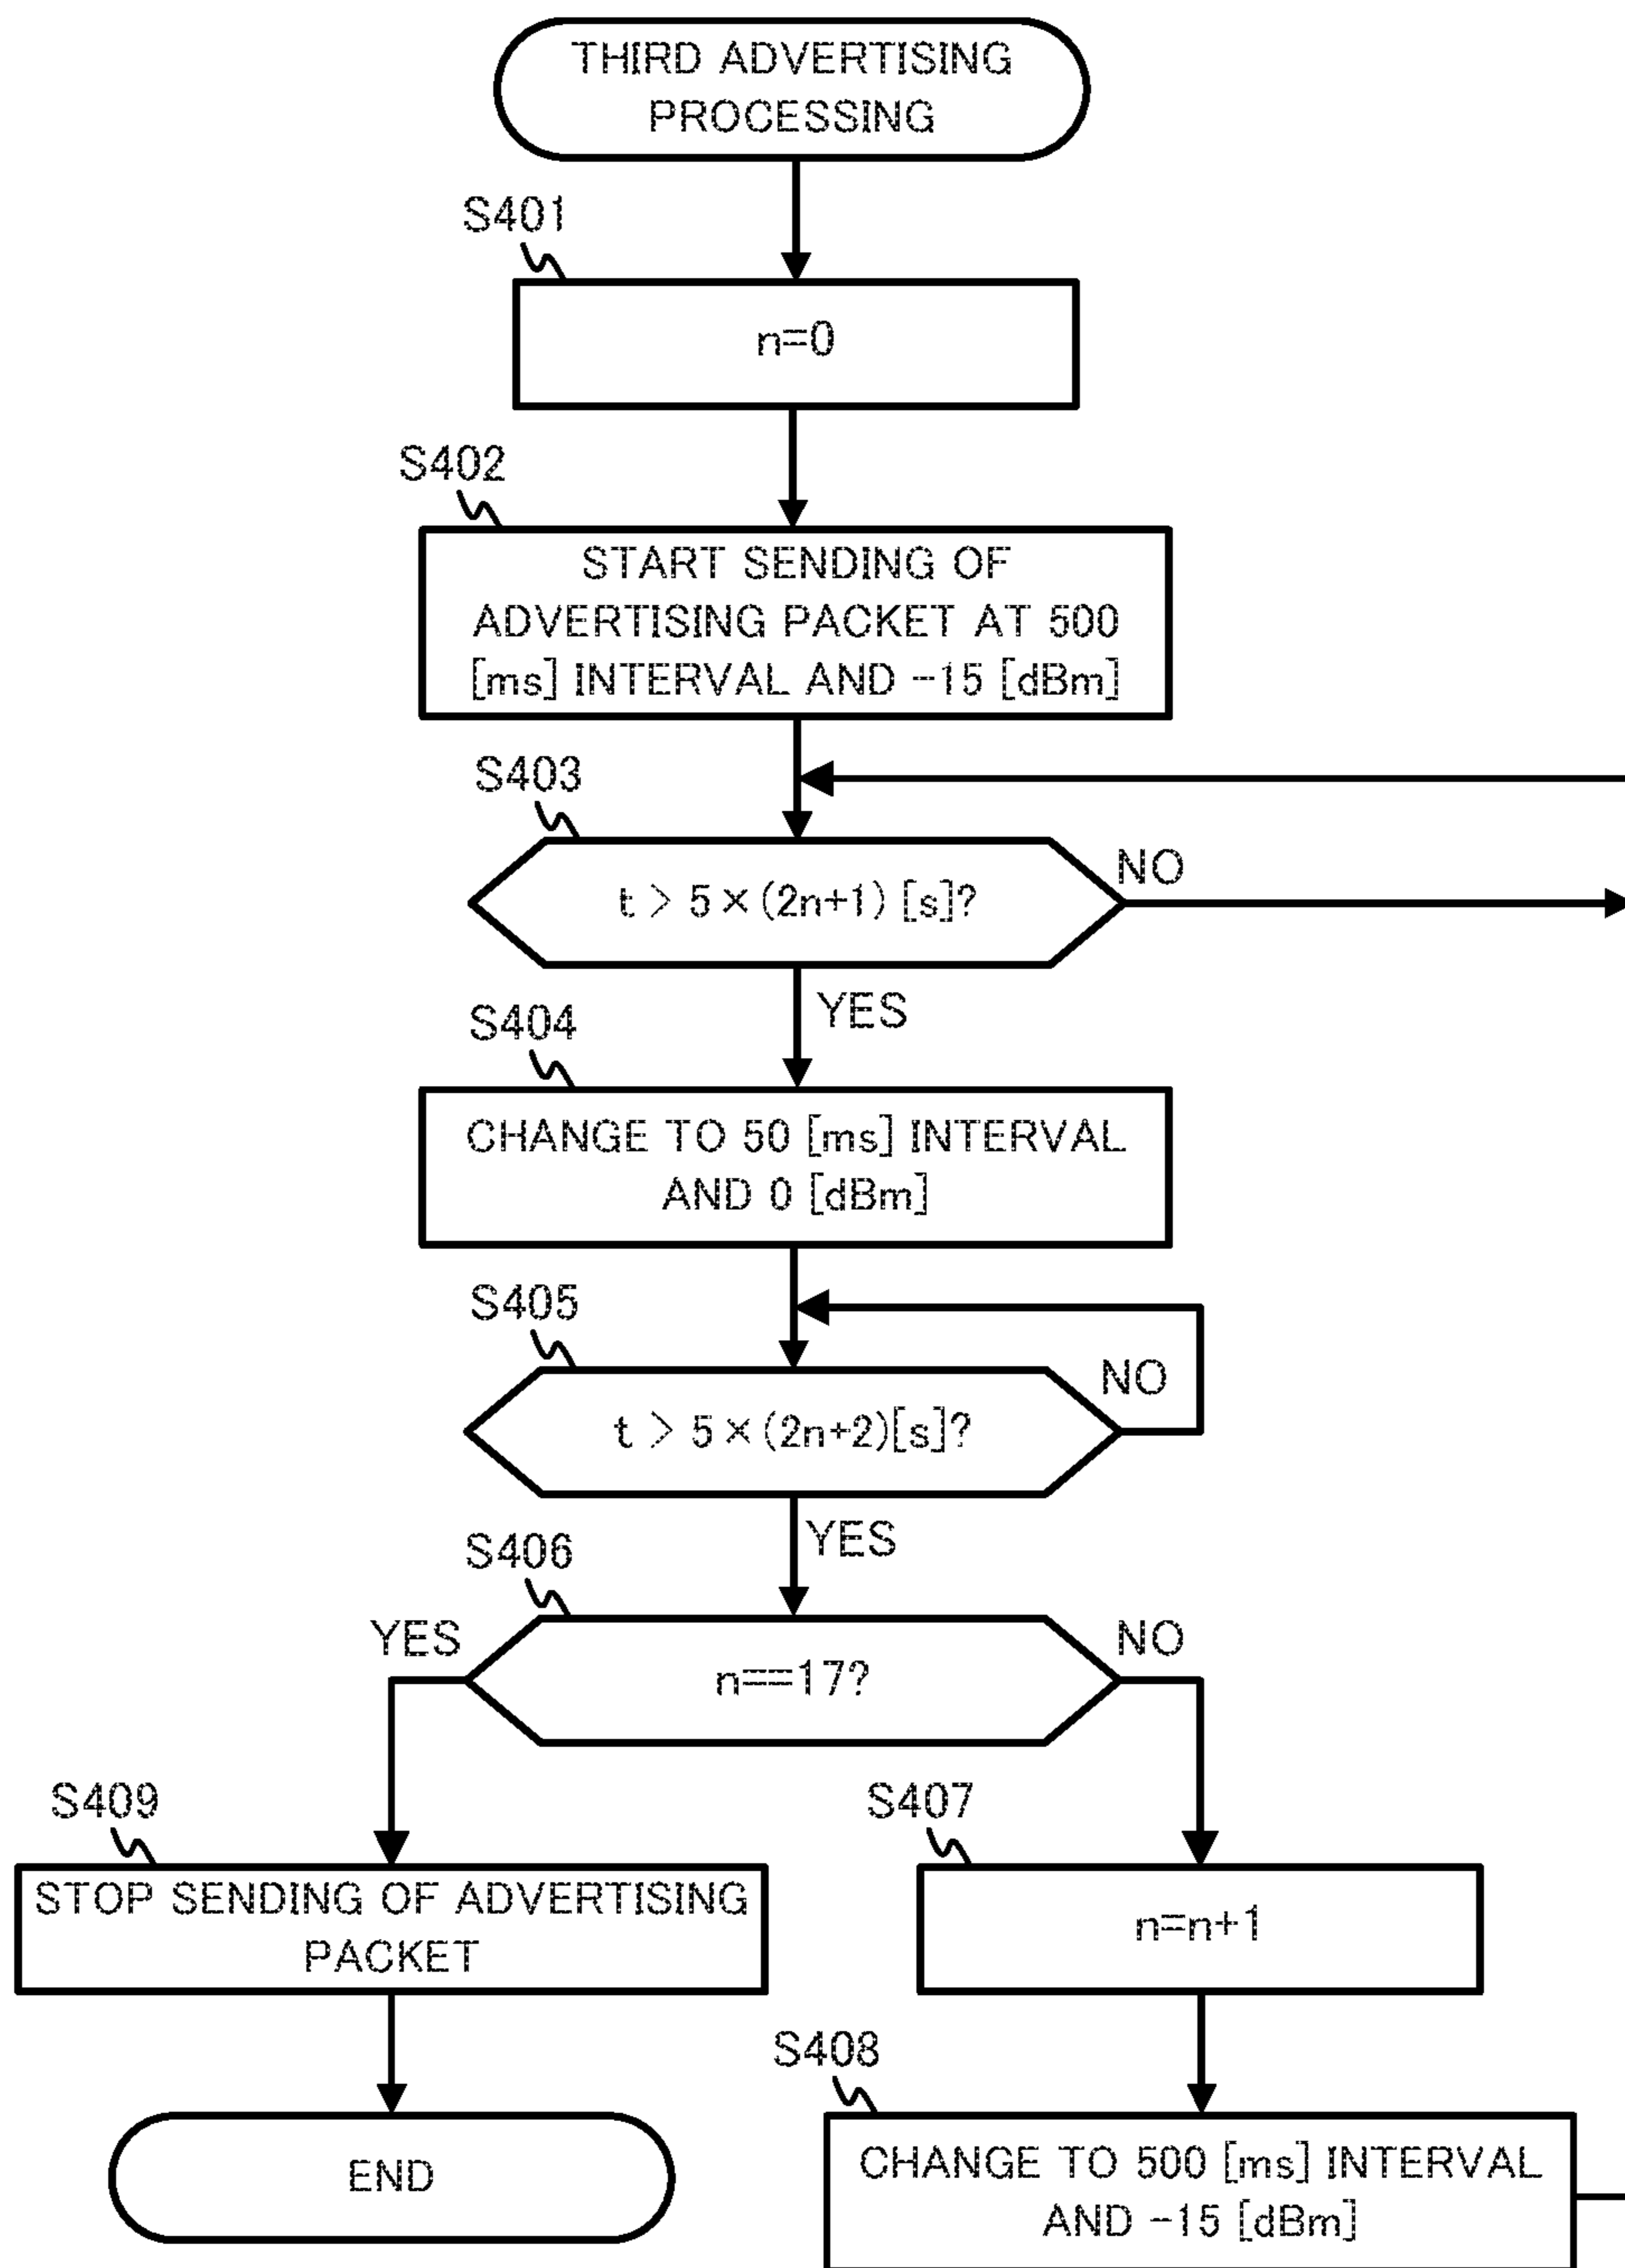 THIRD ADVERTISING
PROCESSING
S401
n=0
S402
START SENDING OF
ADVERTISING PACKET AT 500
[ms] INTERVAL AND -15 [dBm]
S403
t > 5×(2n+1) [s]?
NO
YES
S404
CHANGE TO 50 [ms] INTERVAL
AND 0 [dBm]
S405
t > 5×(2n+2)[s]?
NO
YES
S406
n==17?
YES
NO
S409
STOP SENDING OF ADVERTISING
PACKET
S407
n=n+1
S408
CHANGE TO 500 [ms] INTERVAL
AND -15 [dBm]
END